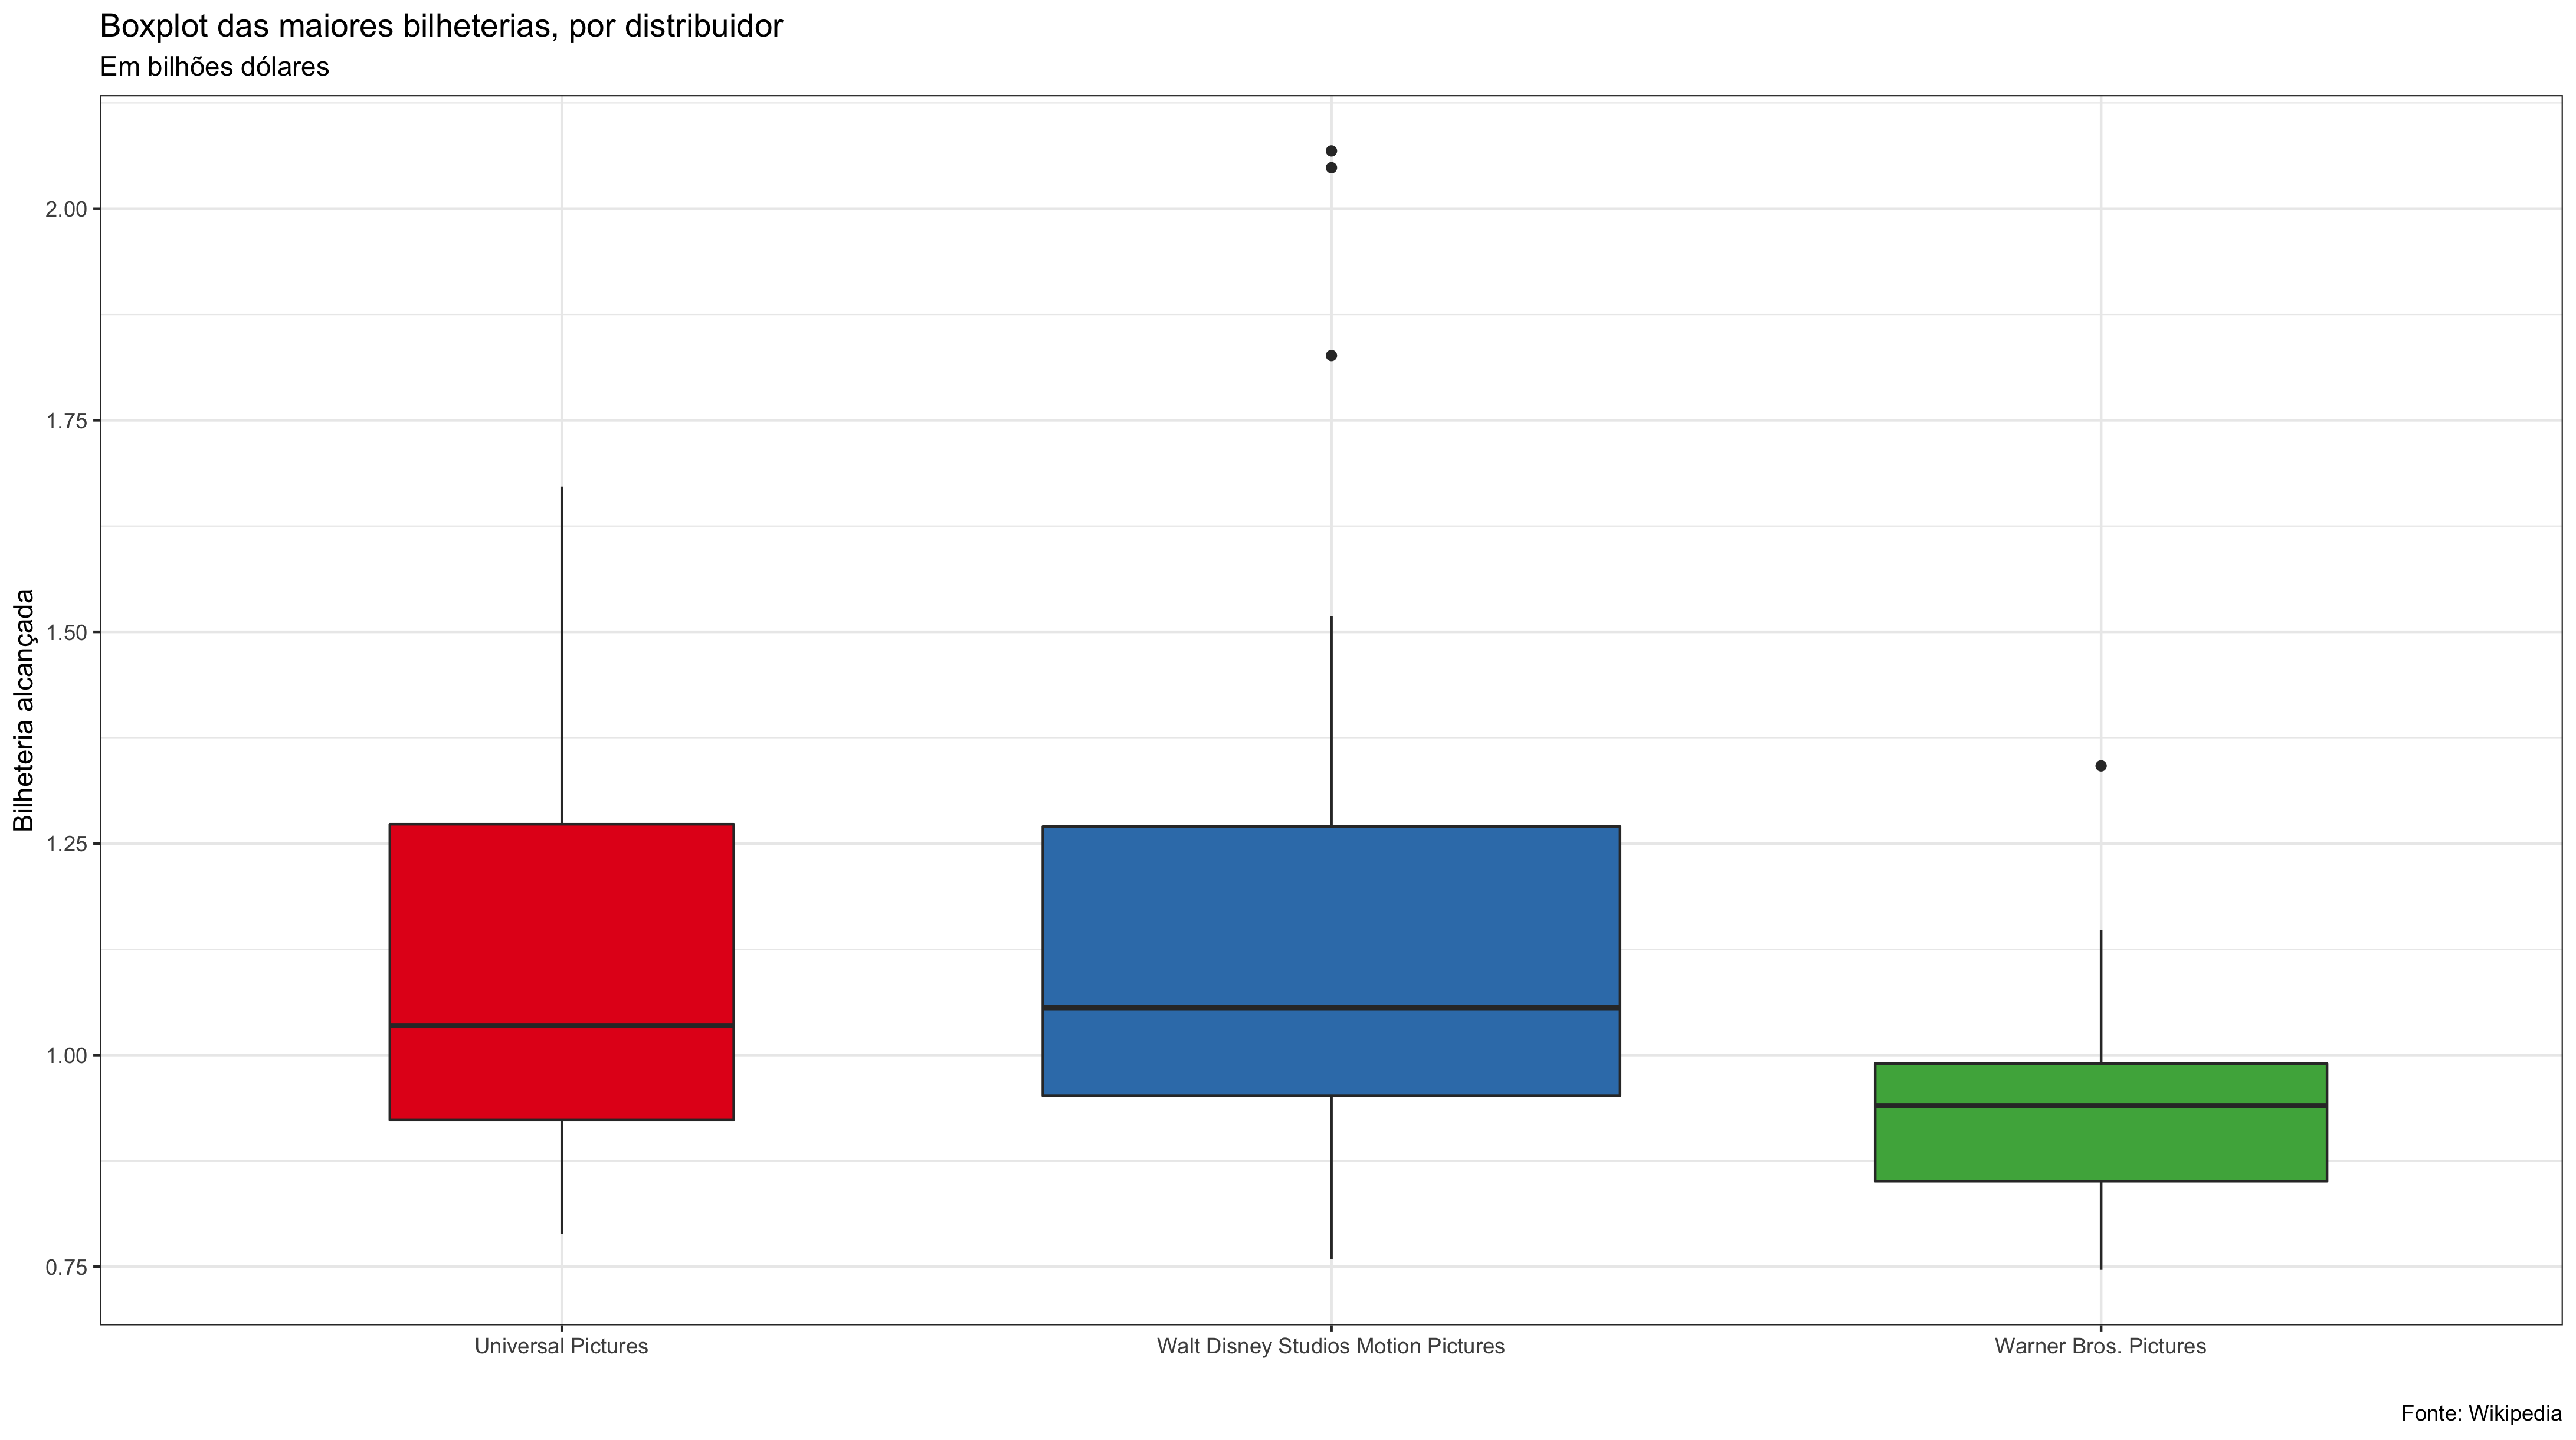 Boxplot das maiores bilheterias, por distribuidor
Em bilhões dólares
Bilheteria alcançada
2.00
1.75
1.50
1.25
1.00
0.75
Universal Pictures
Walt Disney Studios Motion Pictures
Warner Bros. Pictures
Fonte: Wikipedia